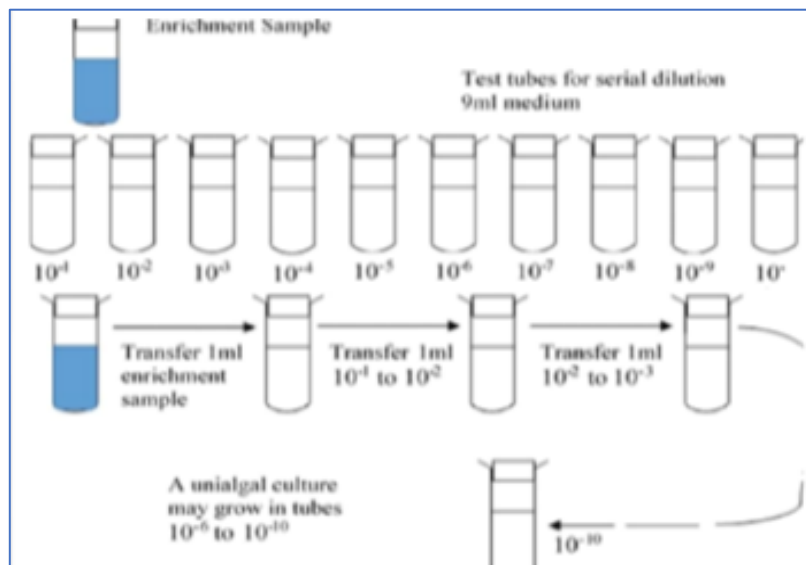 Enrichment Sample
Test tubes for serial dilution
9ml medium
10⁻¹ 10⁻² 10⁻³ 10⁻⁴ 10⁻⁵ 10⁻⁶ 10⁻⁷ 10⁻⁸ 10⁻⁹ 10⁻
Transfer 1ml
enrichment
sample
Transfer 1ml
10⁻¹ to 10⁻²
Transfer 1ml
10⁻² to 10⁻³
A unialgal culture
may grow in tubes
10⁻⁶ to 10⁻¹⁰
10⁻¹⁰